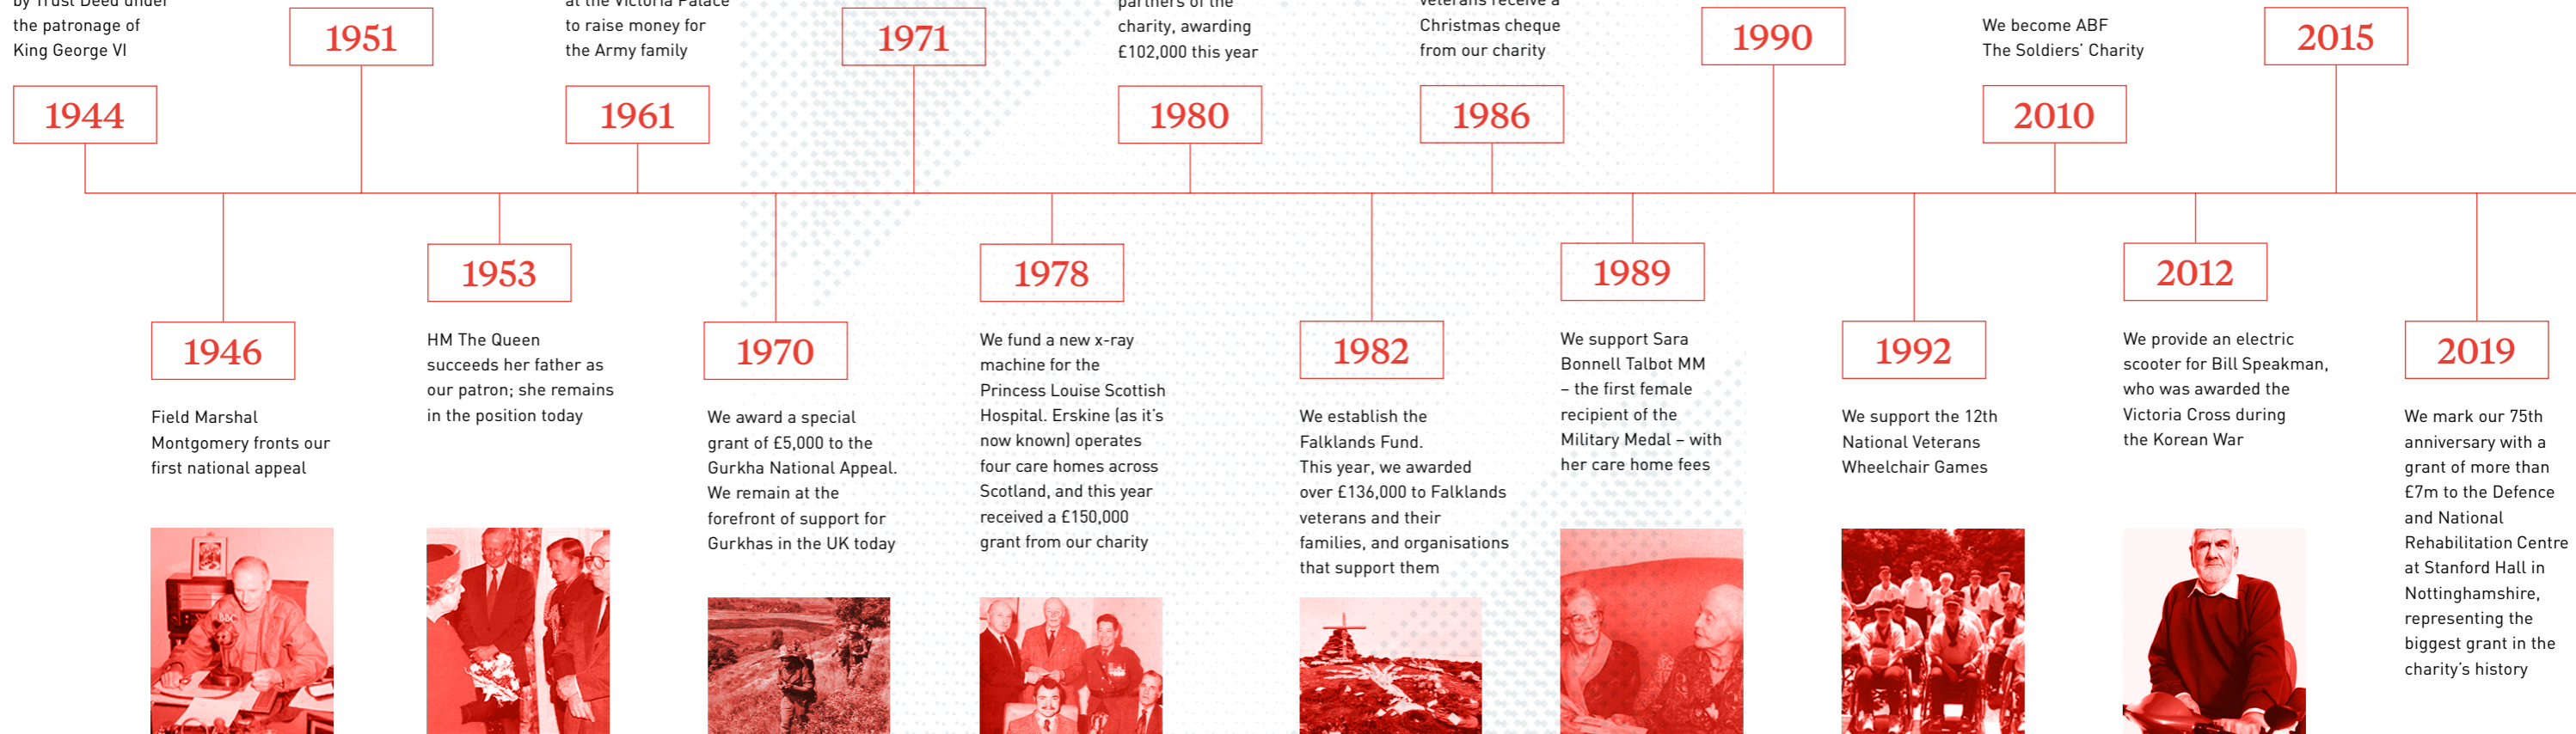 by Trust Deed under
the patronage of
King George VI
1944
1951
at the Victoria Palace
to raise money for
the Army family
1961
1971
partners of the
charity, awarding
£102,000 this year
1980
veterans receive a
Christmas cheque
from our charity
1986
1990
We become ABF
The Soldiers' Charity
2010
2015
1946
Field Marshal
Montgomery fronts our
first national appeal
1953
HM The Queen
succeeds her father as
our patron; she remains
in the position today
1970
We award a special
grant of £5,000 to the
Gurkha National Appeal.
We remain at the
forefront of support for
Gurkhas in the UK today
1978
We fund a new x-ray
machine for the
Princess Louise Scottish
Hospital. Erskine (as it's
now known) operates
four care homes across
Scotland, and this year
received a £150,000
grant from our charity
1982
We establish the
Falklands Fund.
This year, we awarded
over £136,000 to Falklands
veterans and their
families, and organisations
that support them
1989
We support Sara
Bonnell Talbot MM
– the first female
recipient of the
Military Medal – with
her care home fees
1992
We support the 12th
National Veterans
Wheelchair Games
2012
We provide an electric
scooter for Bill Speakman,
who was awarded the
Victoria Cross during
the Korean War
2019
We mark our 75th
anniversary with a
grant of more than
£7m to the Defence
and National
Rehabilitation Centre
at Stanford Hall in
Nottinghamshire,
representing the
biggest grant in the
charity's history
BBC